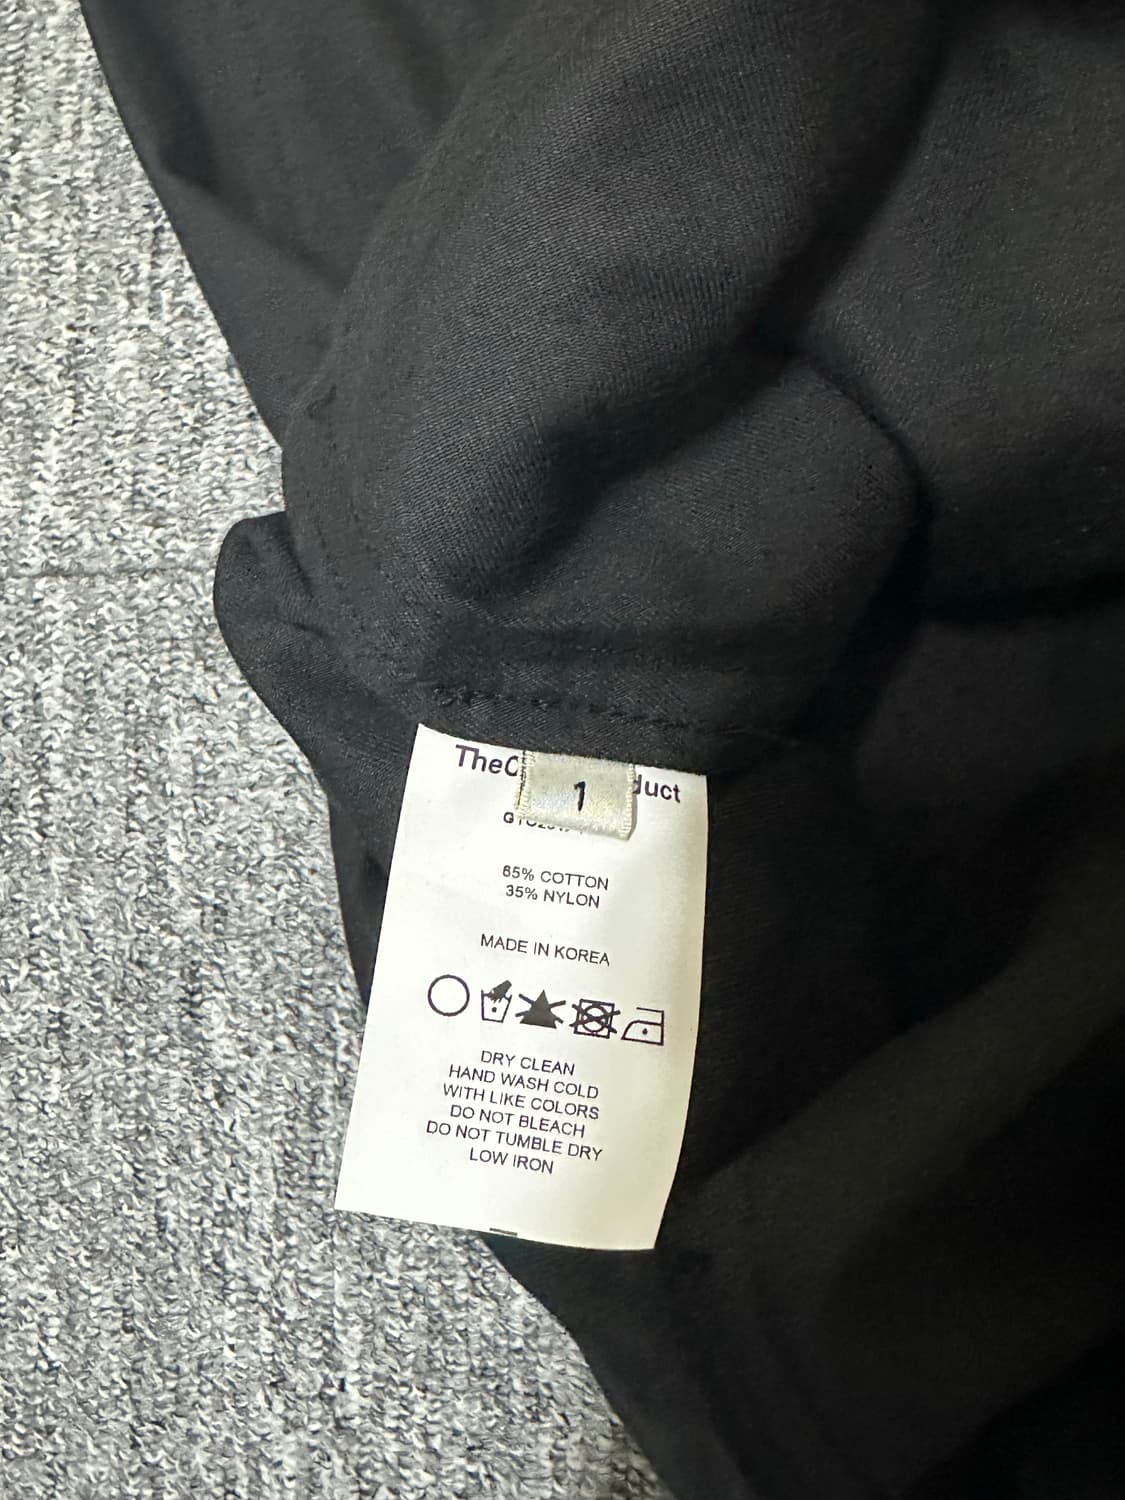 TheC
1
duct
65% COTTON
35% NYLON
MADE IN KOREA
DRY CLEAN
HAND WASH COLD
WITH LIKE COLORS
DO NOT BLEACH
DO NOT TUMBLE DRY
LOW IRON